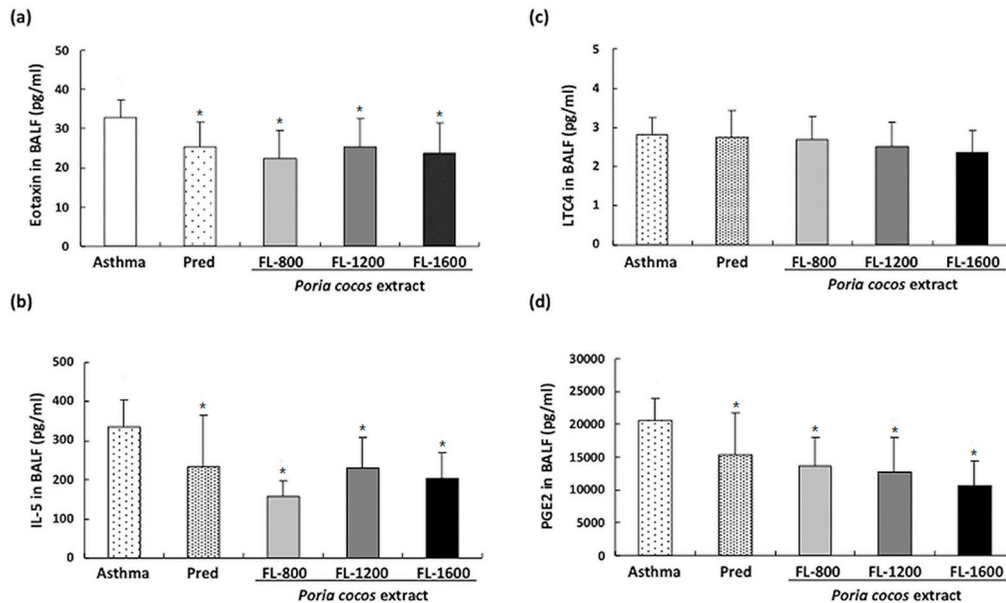 (a)
Eotaxin in BALF (pg/ml)
50
40
30
20
10
0
* * * *
Asthma Pred FL-800 FL-1200 FL-1600
Poria cocos extract
(c)
LTC4 in BALF (pg/ml)
5
4
3
2
1
0
Asthma Pred FL-800 FL-1200 FL-1600
Poria cocos extract
(b)
IL-5 in BALF (pg/ml)
500
400
300
200
100
0
* * * *
Asthma Pred FL-800 FL-1200 FL-1600
Poria cocos extract
(d)
PGE2 in BALF (pg/ml)
30000
25000
20000
15000
10000
5000
0
* * * *
Asthma Pred FL-800 FL-1200 FL-1600
Poria cocos extract